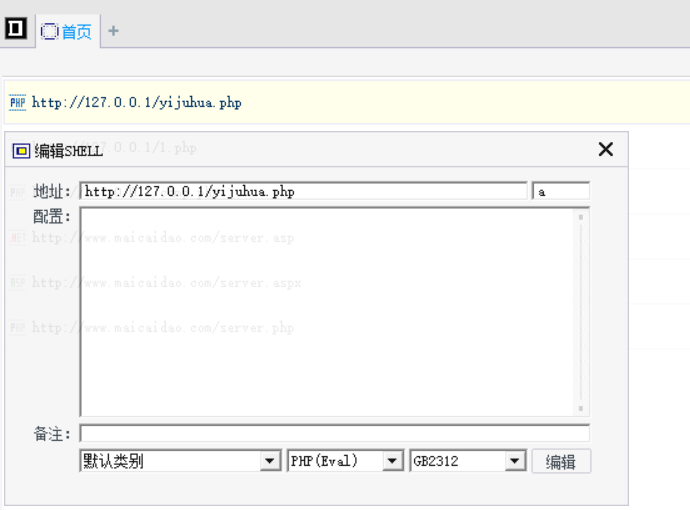 首页 +
PHP http://127.0.0.1/yijuhua.php
编辑SHELL
7.0.0.1/1.php
地址: http://127.0.0.1/yijuhua.php a
配置:
http://www.maicaidao.com/server.asp
http://www.maicaidao.com/server.aspx
PHP http://www.maicaidao.com/server.php
备注:
默认类别 PHP(Eval) GB2312 编辑